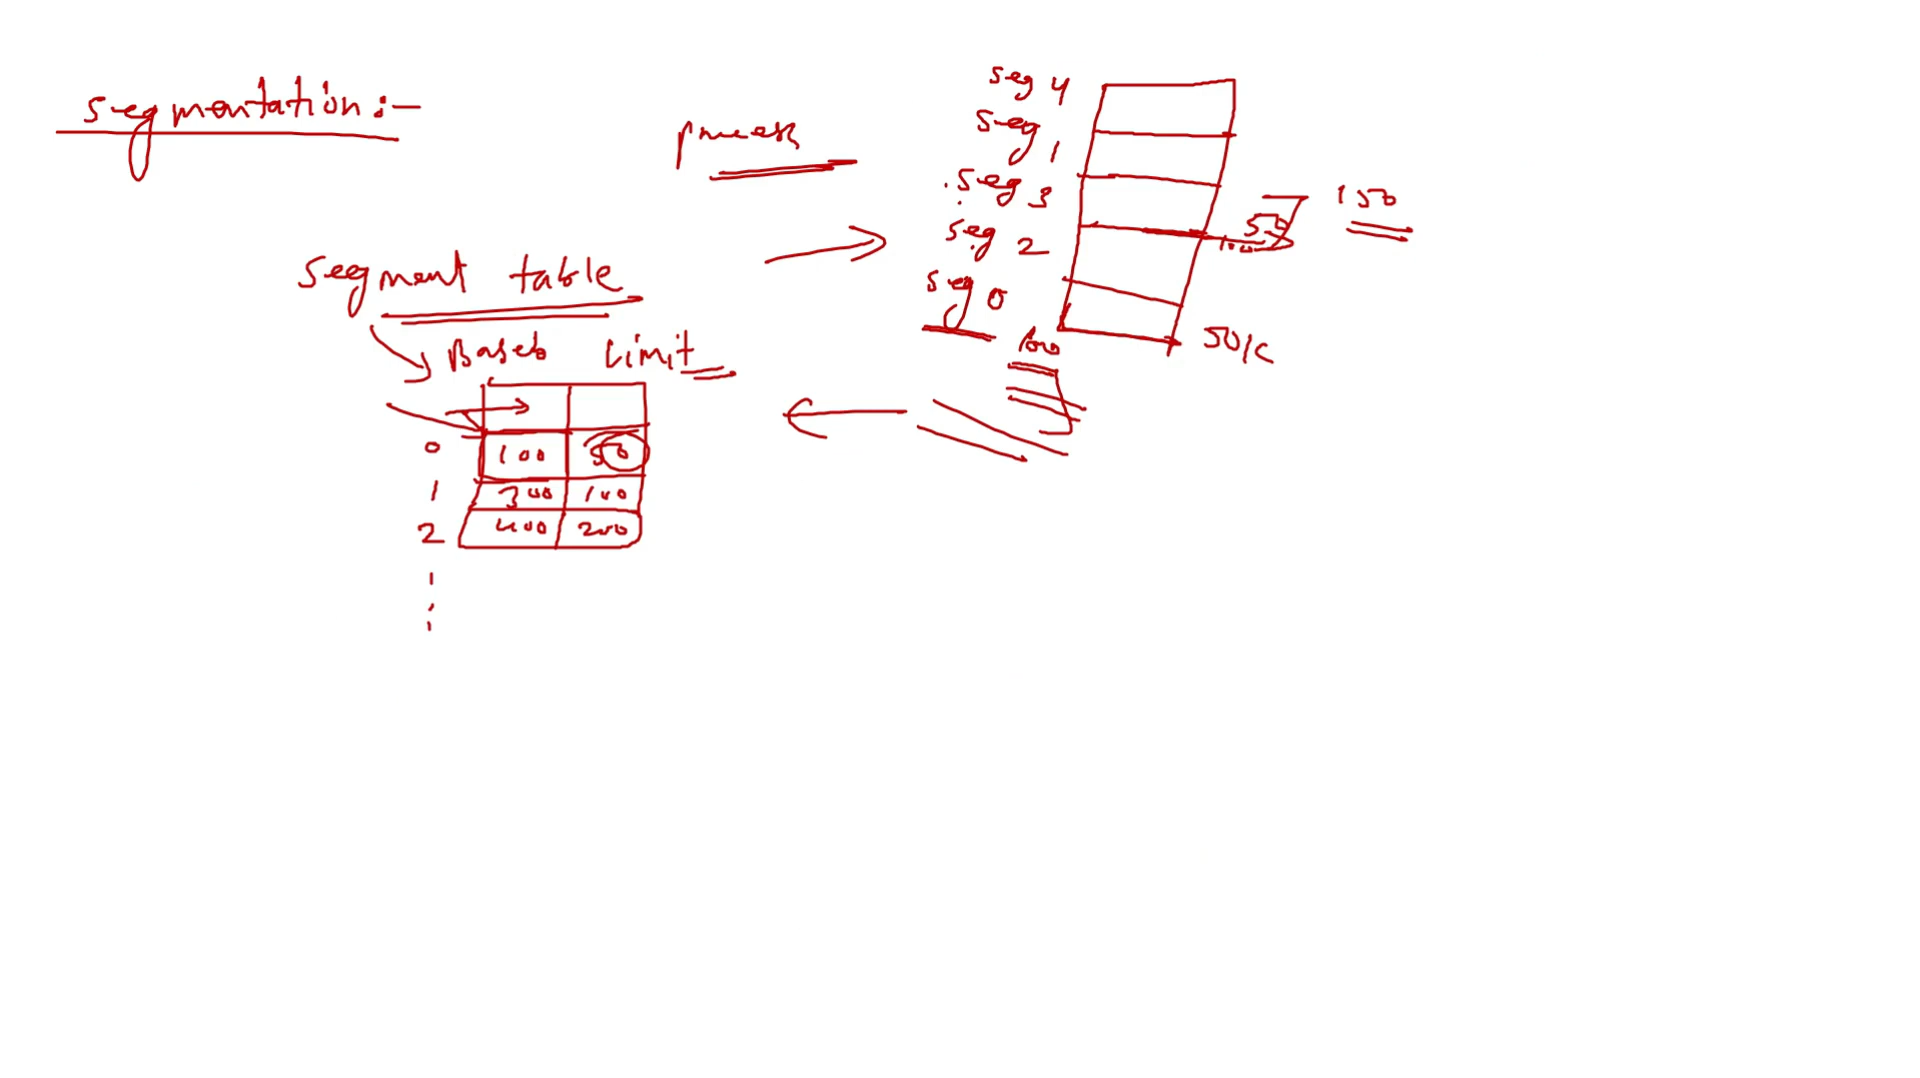 segmentation :-
process
seg 4
seg 1
seg 3
seg 2
seg 0
150
50
100
50K
100
segment table
Base Limit
0 100 50
1 300 100
2 400 200